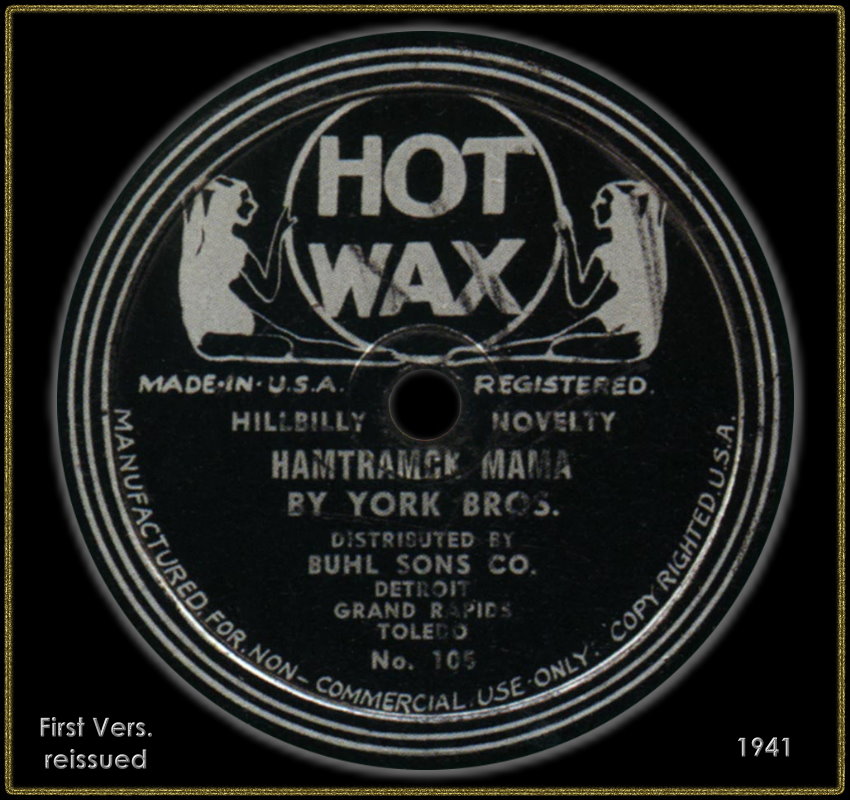 HOT
WAX
MADE-IN-U.S.A. REGISTERED.
HILLBILLY NOVELTY
HAMTRAMCK MAMA
BY YORK BROS.
DISTRIBUTED BY
BUHL SONS CO.
DETROIT
GRAND RAPIDS
TOLEDO
No. 105
MANUFACTURED. FOR. NON- COMMERCIAL. USE-ONLY. COPYRIGHTED. U.S.A.
First Vers.
reissued
1941